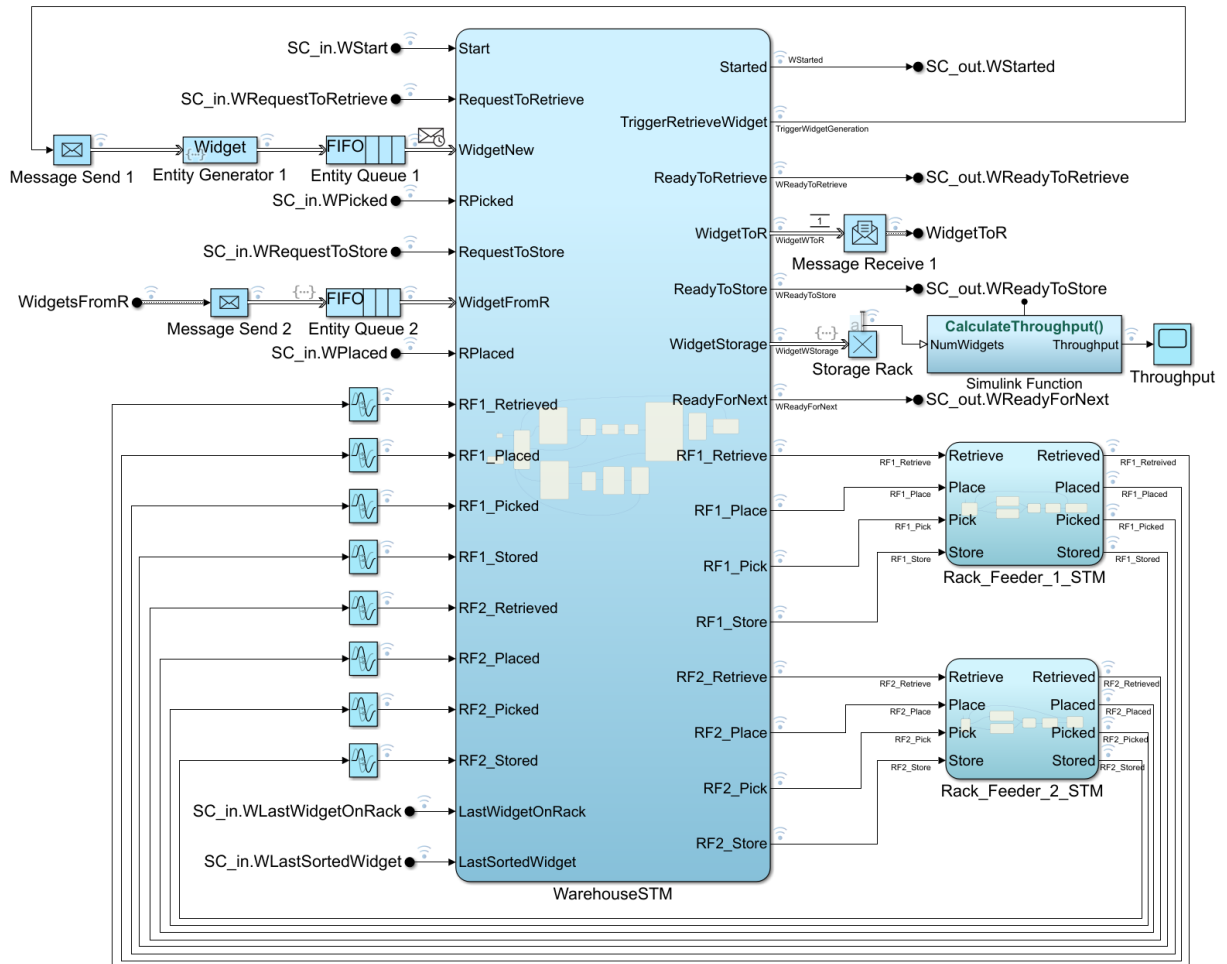 SC_in.WStart
Start
SC_in.WRequestToRetrieve
RequestToRetrieve
Message Send 1
Widget
{···}
Entity Generator 1
FIFO
Entity Queue 1
WidgetNew
SC_in.WPicked
RPicked
SC_in.WRequestToStore
RequestToStore
WidgetsFromR
Message Send 2
{···}
FIFO
Entity Queue 2
WidgetFromR
SC_in.WPlaced
RPlaced
RF1_Retrieved
RF1_Placed
RF1_Picked
RF1_Stored
RF2_Retrieved
RF2_Placed
RF2_Picked
RF2_Stored
SC_in.WLastWidgetOnRack
LastWidgetOnRack
SC_in.WLastSortedWidget
LastSortedWidget
WarehouseSTM
Started
WStarted
SC_out.WStarted
TriggerRetrieveWidget
TriggerWidgetGeneration
ReadyToRetrieve
WReadyToRetrieve
SC_out.WReadyToRetrieve
WidgetToR
WidgetWToR
1
Message Receive 1
WidgetToR
ReadyToStore
WReadyToStore
SC_out.WReadyToStore
WidgetStorage
WidgetWStorage
{···}
a
Storage Rack
CalculateThroughput()
NumWidgets
Throughput
Simulink Function
Throughput
ReadyForNext
WReadyForNext
SC_out.WReadyForNext
RF1_Retrieve
RF1_Retrieve
RF1_Place
RF1_Place
RF1_Pick
RF1_Pick
RF1_Store
RF1_Store
Retrieve
Retrieved
Place
Placed
Pick
Picked
Store
Stored
Rack_Feeder_1_STM
RF1_Retreived
RF1_Placed
RF1_Picked
RF1_Stored
RF2_Retrieve
RF2_Retrieve
RF2_Place
RF2_Place
RF2_Pick
RF2_Pick
RF2_Store
RF2_Store
Retrieve
Retrieved
Place
Placed
Pick
Picked
Store
Stored
Rack_Feeder_2_STM
RF2_Retrieved
RF2_Placed
RF2_Picked
RF2_Stored